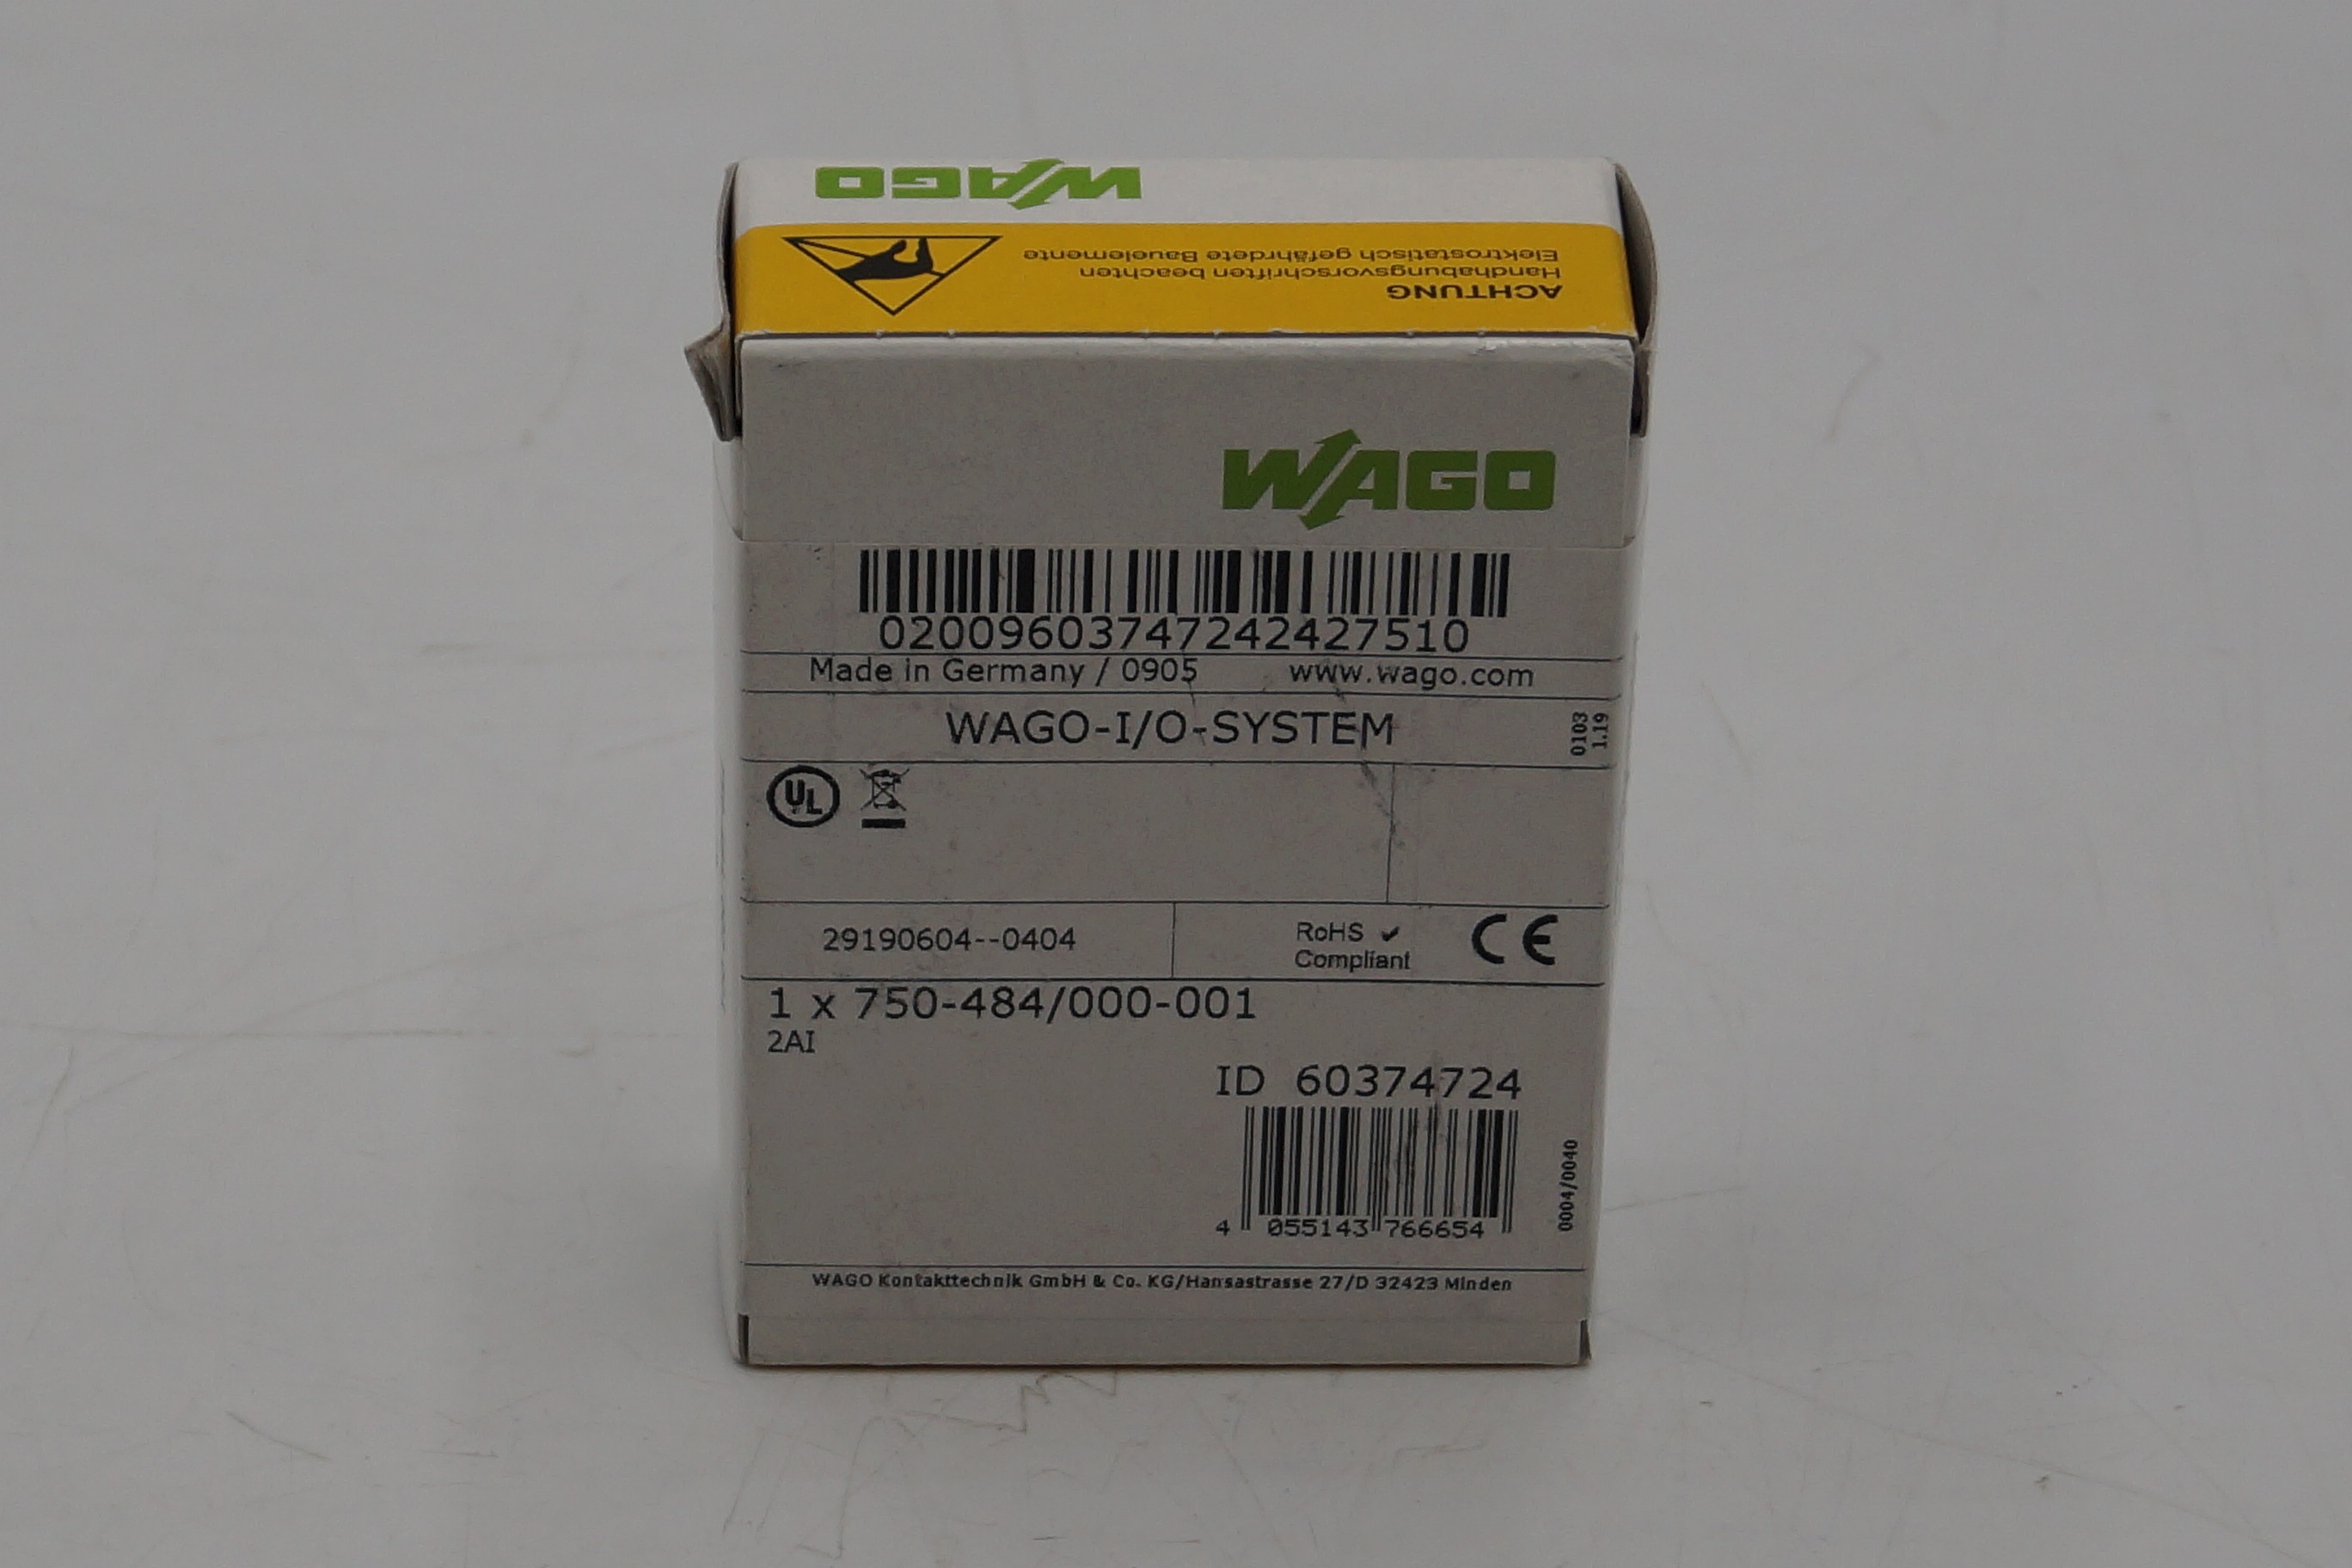 WAGO
ACHTUNG
Handhabungsvorschriften beachten
Elektrostatisch gefährdete Bauelemente
WAGO
02009603747242427510
Made in Germany / 0905 www.wago.com
WAGO-I/O-SYSTEM
0103
1.19
UL
29190604--0404
RoHS ✓
Compliant
CE
1 x 750-484/000-001
2AI
ID 60374724
4 055143 766654
0004/0040
WAGO Kontakttechnik GmbH & Co. KG/Hansastrasse 27/D 32423 Minden